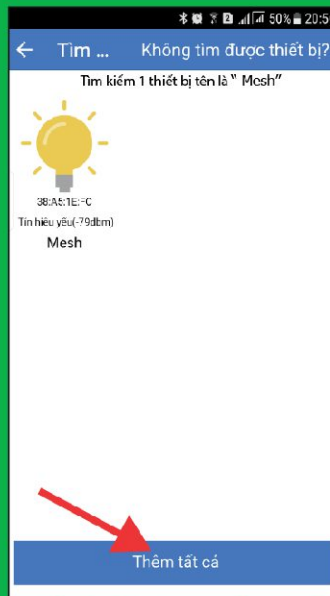 50% 20:5
Tìm ... Không tìm được thiết bị?
Tìm kiếm 1 thiết bị tên là " Mesh"
38:A5:1E:FC
Tín hiệu yếu(-79dbm)
Mesh
Thêm tất cá